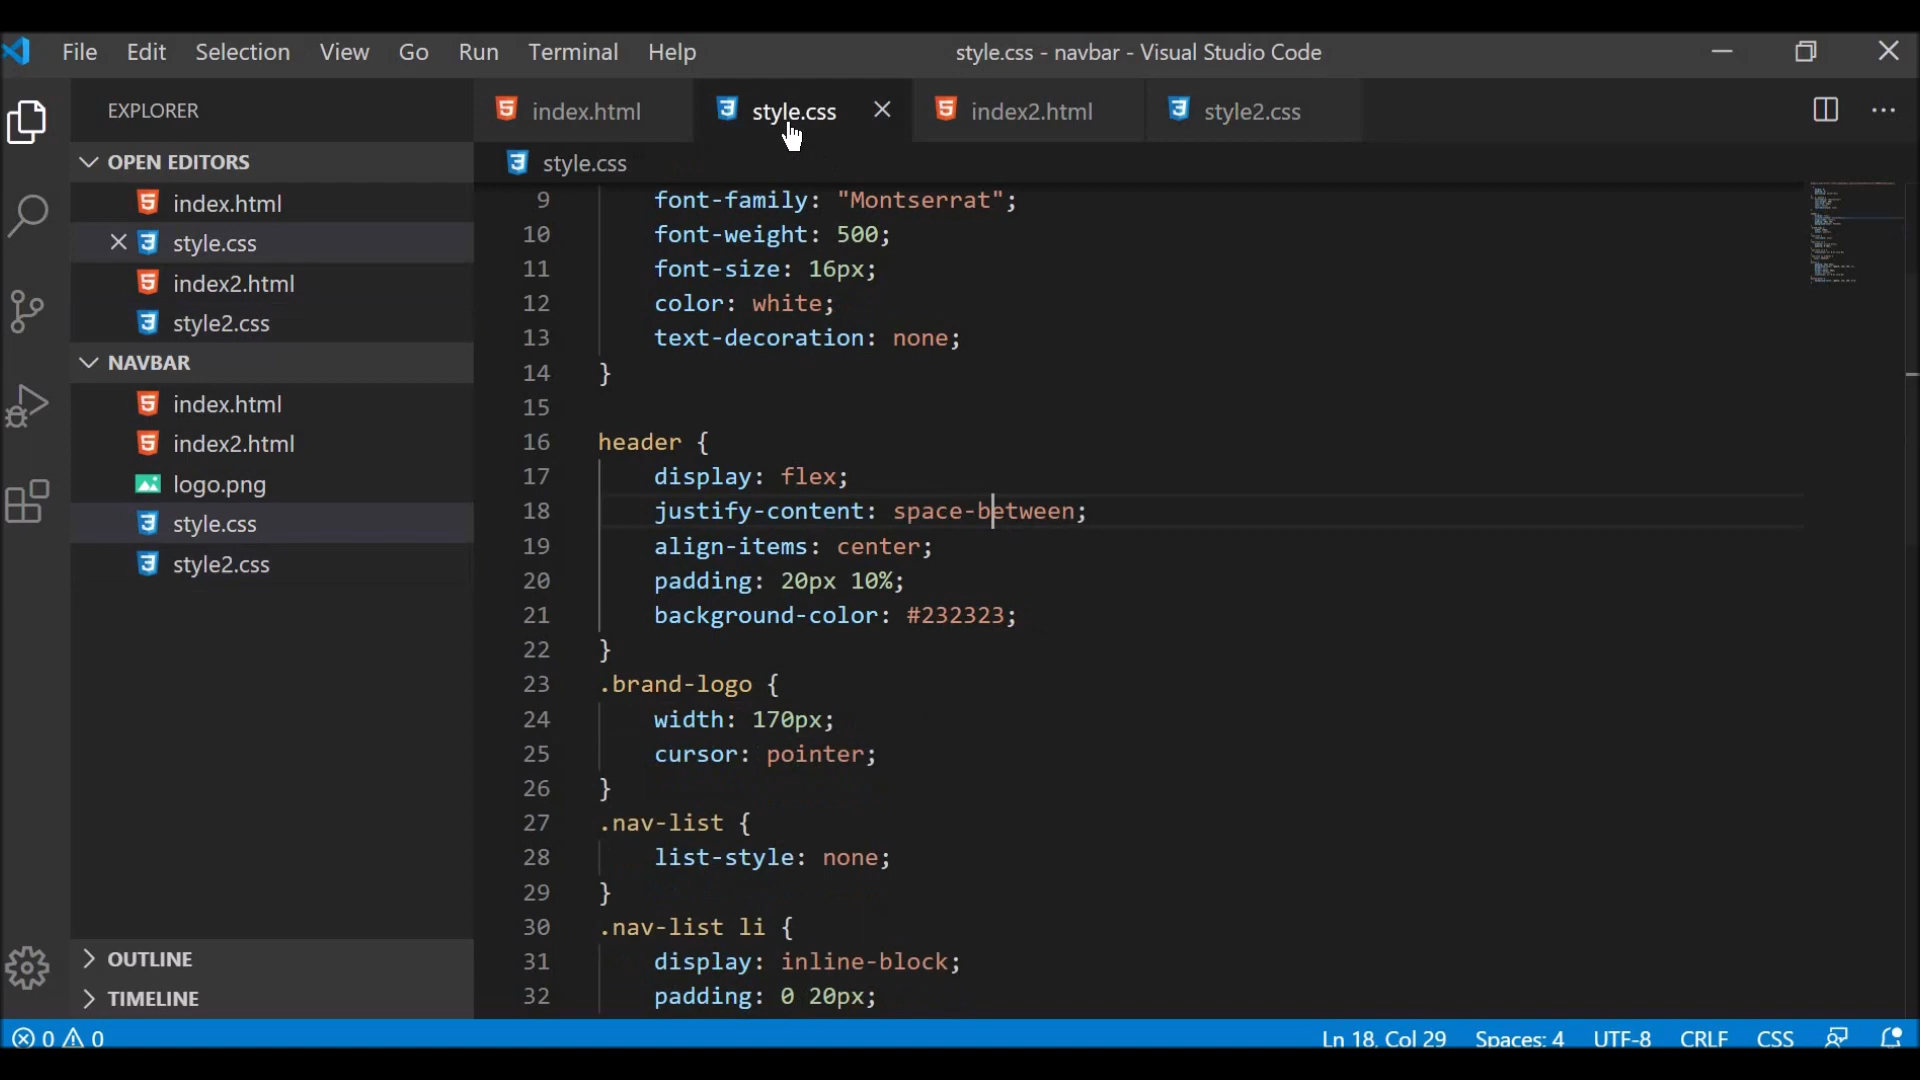 File Edit Selection View Go Run Terminal Help style.css - navbar - Visual Studio Code
EXPLORER
OPEN EDITORS
index.html
style.css
index2.html
style2.css
NAVBAR
index.html
index2.html
logo.png
style.css
style2.css
OUTLINE
TIMELINE
index.html style.css index2.html style2.css
style.css
9 font-family: "Montserrat";
10 font-weight: 500;
11 font-size: 16px;
12 color: white;
13 text-decoration: none;
14 }
15
16 header {
17 display: flex;
18 justify-content: space-between;
19 align-items: center;
20 padding: 20px 10%;
21 background-color: #232323;
22 }
23 .brand-logo {
24 width: 170px;
25 cursor: pointer;
26 }
27 .nav-list {
28 list-style: none;
29 }
30 .nav-list li {
31 display: inline-block;
32 padding: 0 20px;
0 0 Ln 18, Col 29 Spaces: 4 UTF-8 CRLF CSS